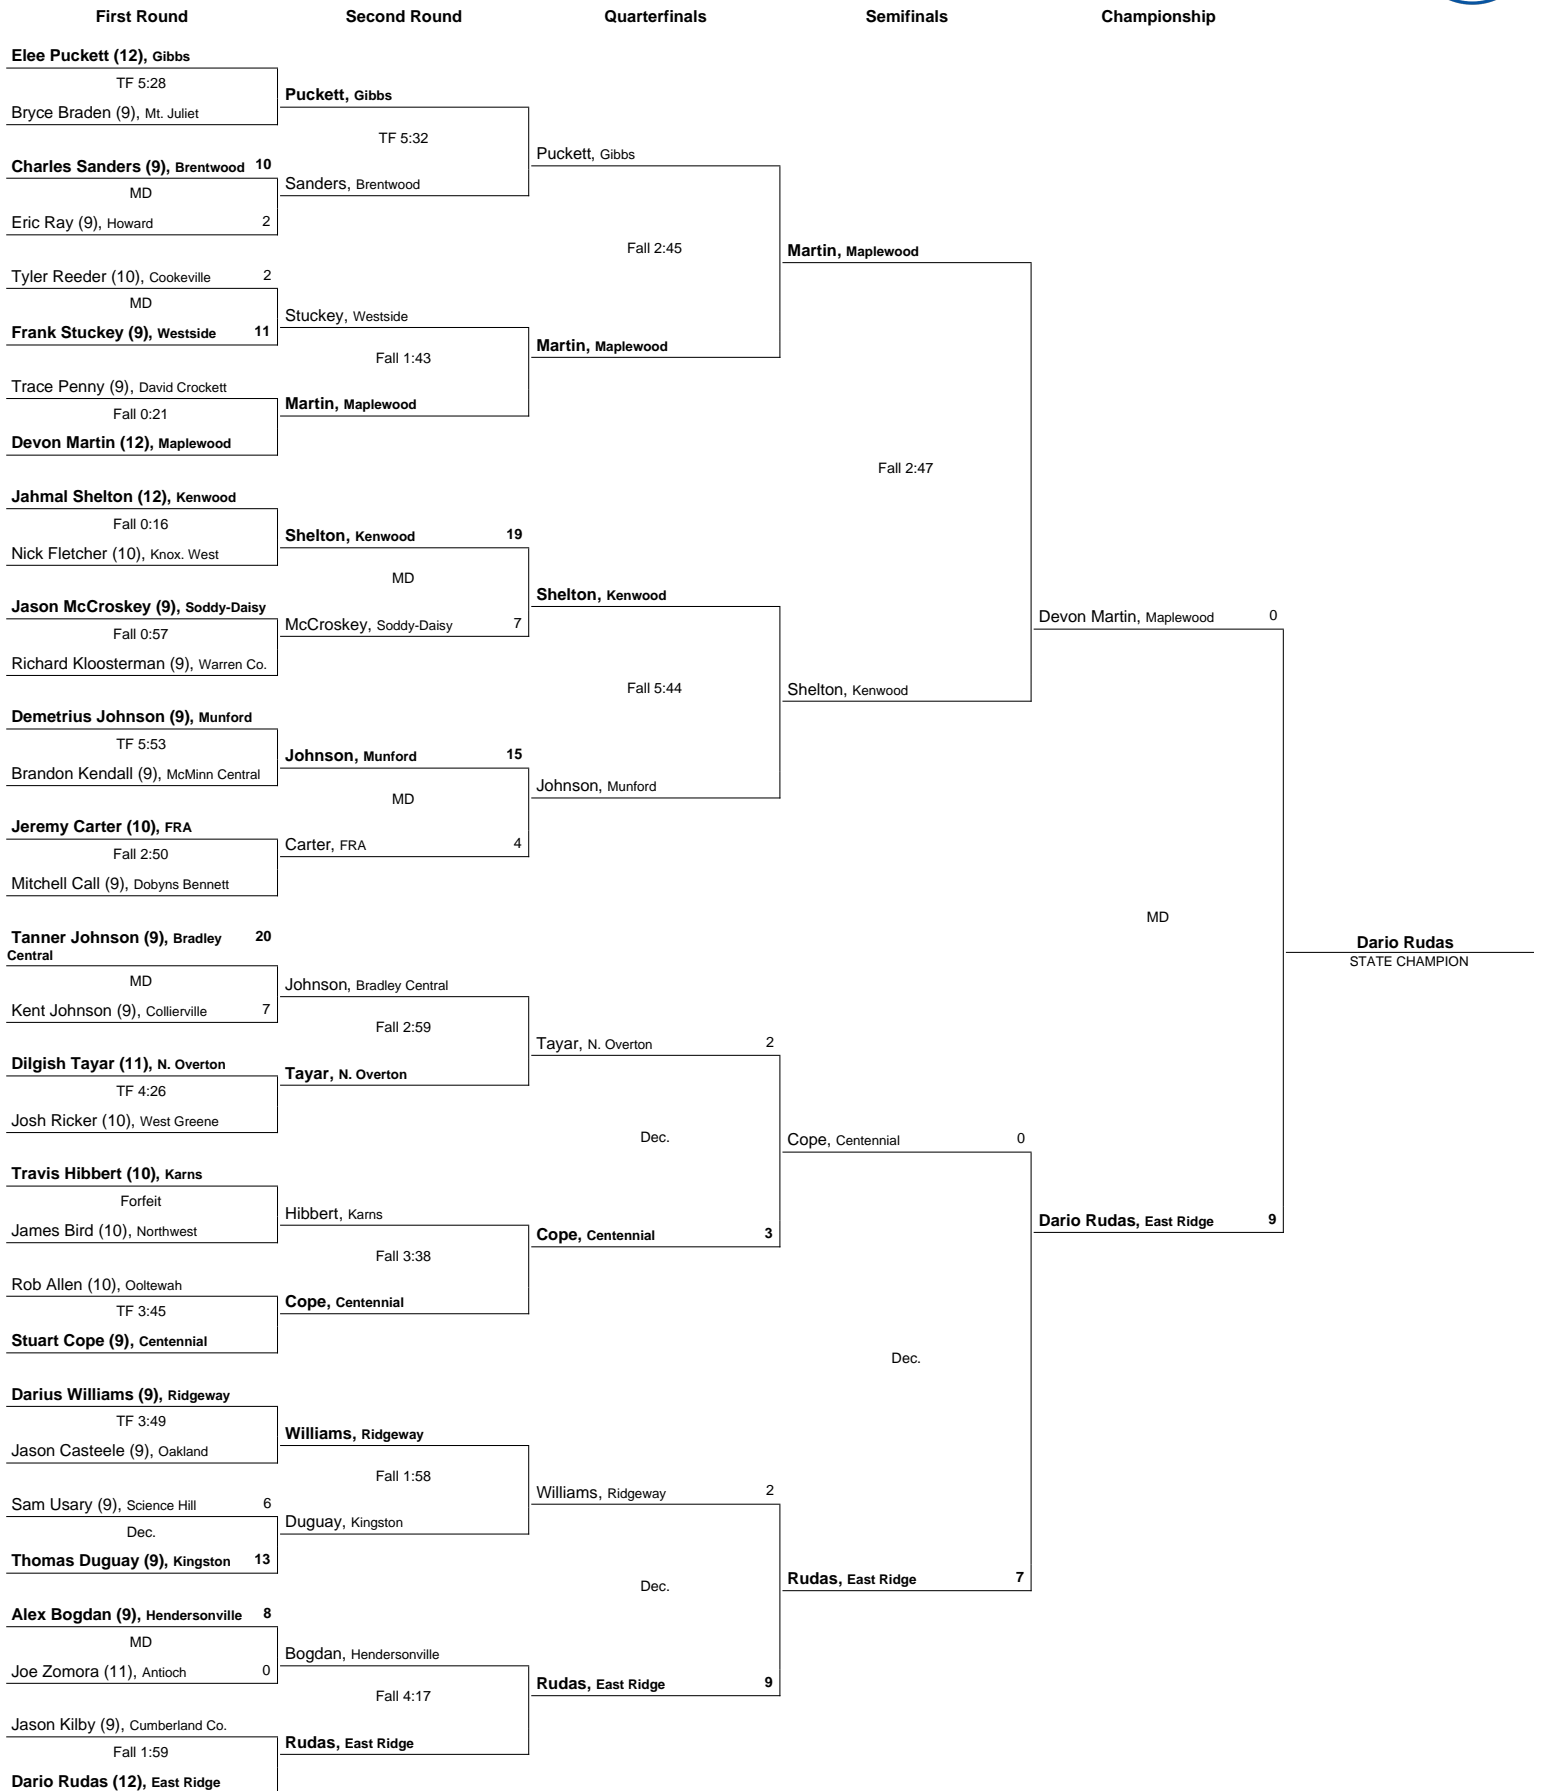 First Round Second Round Quarterfinals Semifinals Championship
Elee Puckett (12), Gibbs
TF 5:28
Bryce Braden (9), Mt. Juliet
Charles Sanders (9), Brentwood 10
MD
Eric Ray (9), Howard 2
Tyler Reeder (10), Cookeville 2
MD
Frank Stuckey (9), Westside 11
Trace Penny (9), David Crockett
Fall 0:21
Devon Martin (12), Maplewood
Jahmal Shelton (12), Kenwood
Fall 0:16
Nick Fletcher (10), Knox. West
Jason McCroskey (9), Soddy-Daisy
Fall 0:57
Richard Kloosterman (9), Warren Co.
Demetrius Johnson (9), Munford
TF 5:53
Brandon Kendall (9), McMinn Central
Jeremy Carter (10), FRA
Fall 2:50
Mitchell Call (9), Dobyns Bennett
Tanner Johnson (9), Bradley 20
Central
MD
Kent Johnson (9), Collierville 7
Dilgish Tayar (11), N. Overton
TF 4:26
Josh Ricker (10), West Greene
Travis Hibbert (10), Karns
Forfeit
James Bird (10), Northwest
Rob Allen (10), Ooltewah
TF 3:45
Stuart Cope (9), Centennial
Darius Williams (9), Ridgeway
TF 3:49
Jason Casteele (9), Oakland
Sam Usary (9), Science Hill 6
Dec.
Thomas Duguay (9), Kingston 13
Alex Bogdan (9), Hendersonville 8
MD
Joe Zomora (11), Antioch 0
Jason Kilby (9), Cumberland Co.
Fall 1:59
Dario Rudas (12), East Ridge
Puckett, Gibbs
TF 5:32
Sanders, Brentwood
Stuckey, Westside
Fall 1:43
Martin, Maplewood
Shelton, Kenwood 19
MD
McCroskey, Soddy-Daisy 7
Johnson, Munford 15
MD
Carter, FRA 4
Johnson, Bradley Central
Fall 2:59
Tayar, N. Overton
Hibbert, Karns
Fall 3:38
Cope, Centennial
Williams, Ridgeway
Fall 1:58
Duguay, Kingston
Bogdan, Hendersonville
Fall 4:17
Rudas, East Ridge
Puckett, Gibbs
Fall 2:45
Martin, Maplewood
Shelton, Kenwood
Fall 5:44
Johnson, Munford
Tayar, N. Overton 2
Dec.
Cope, Centennial 3
Williams, Ridgeway 2
Dec.
Rudas, East Ridge 9
Martin, Maplewood
Fall 2:47
Shelton, Kenwood
Cope, Centennial 0
Dec.
Rudas, East Ridge 7
Devon Martin, Maplewood 0
MD
Dario Rudas, East Ridge 9
Dario Rudas
STATE CHAMPION